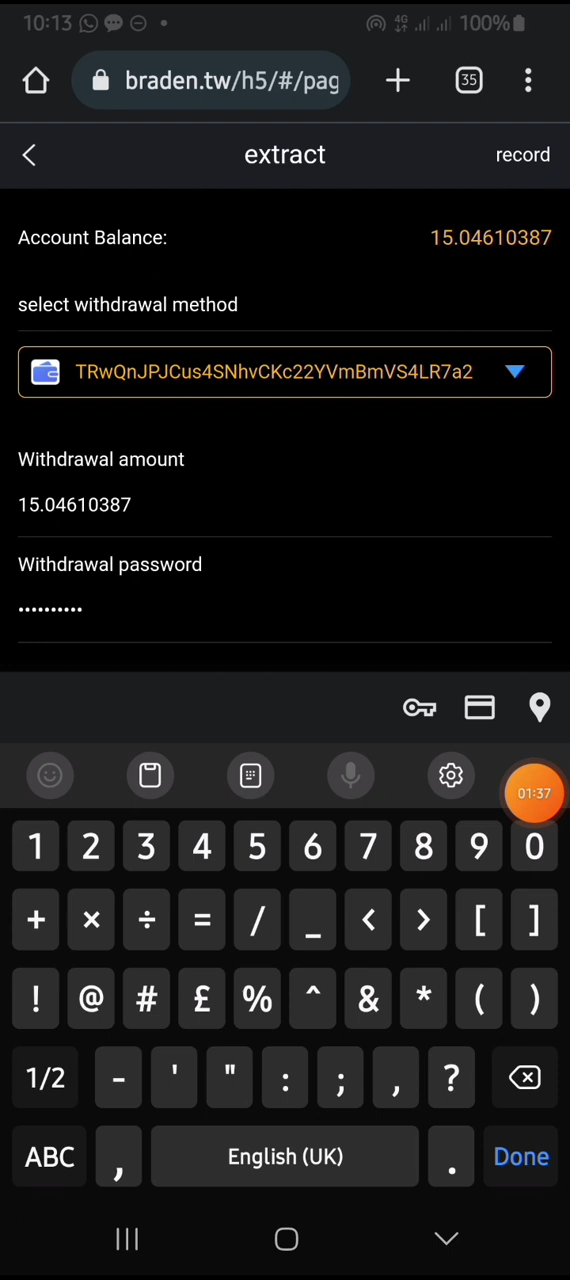 10:13
4G 100%
braden.tw/h5/#/pag
35
extract
record
Account Balance:
15.04610387
select withdrawal method
TRwQnJPJCus4SNhvCKc22YVmBmVS4LR7a2
Withdrawal amount
15.04610387
Withdrawal password
••••••••••
01:37
1 2 3 4 5 6 7 8 9 0
+ × ÷ = / _ < > [ ]
! @ # £ % ^ & * ( )
1/2 - ' " : ; , ?
ABC , English (UK) . Done